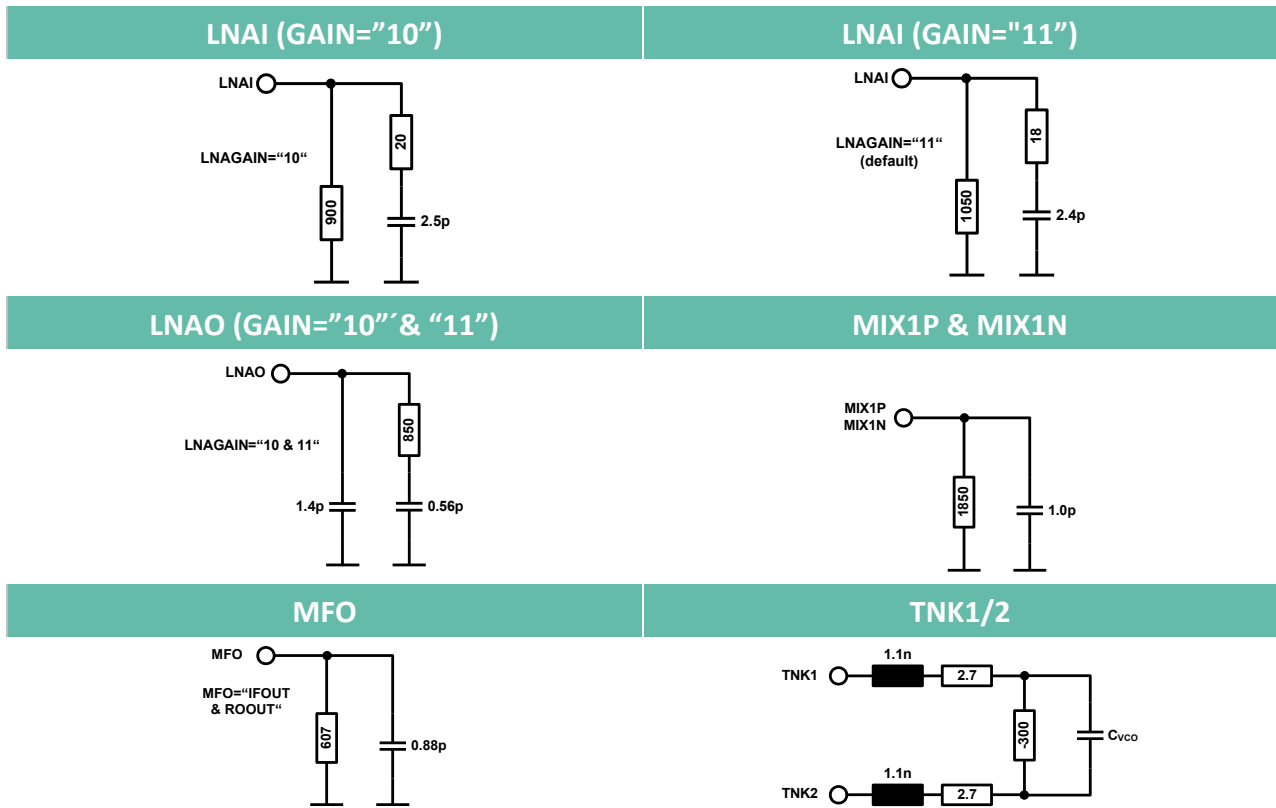 LNAI (GAIN=”10”)
LNAI (GAIN="11”)
LNAI
LNAGAIN=“10“
900
20
2.5p
LNAI
LNAGAIN=“11“
(default)
1050
18
2.4p
LNAO (GAIN=”10”´& “11”)
MIX1P & MIX1N
LNAO
LNAGAIN=“10 & 11“
1.4p
850
0.56p
MIX1P
MIX1N
1850
1.0p
MFO
TNK1/2
MFO
MFO=“IFOUT
& ROOUT“
607
0.88p
1.1n
TNK1
2.7
-300
CVCO
1.1n
TNK2
2.7